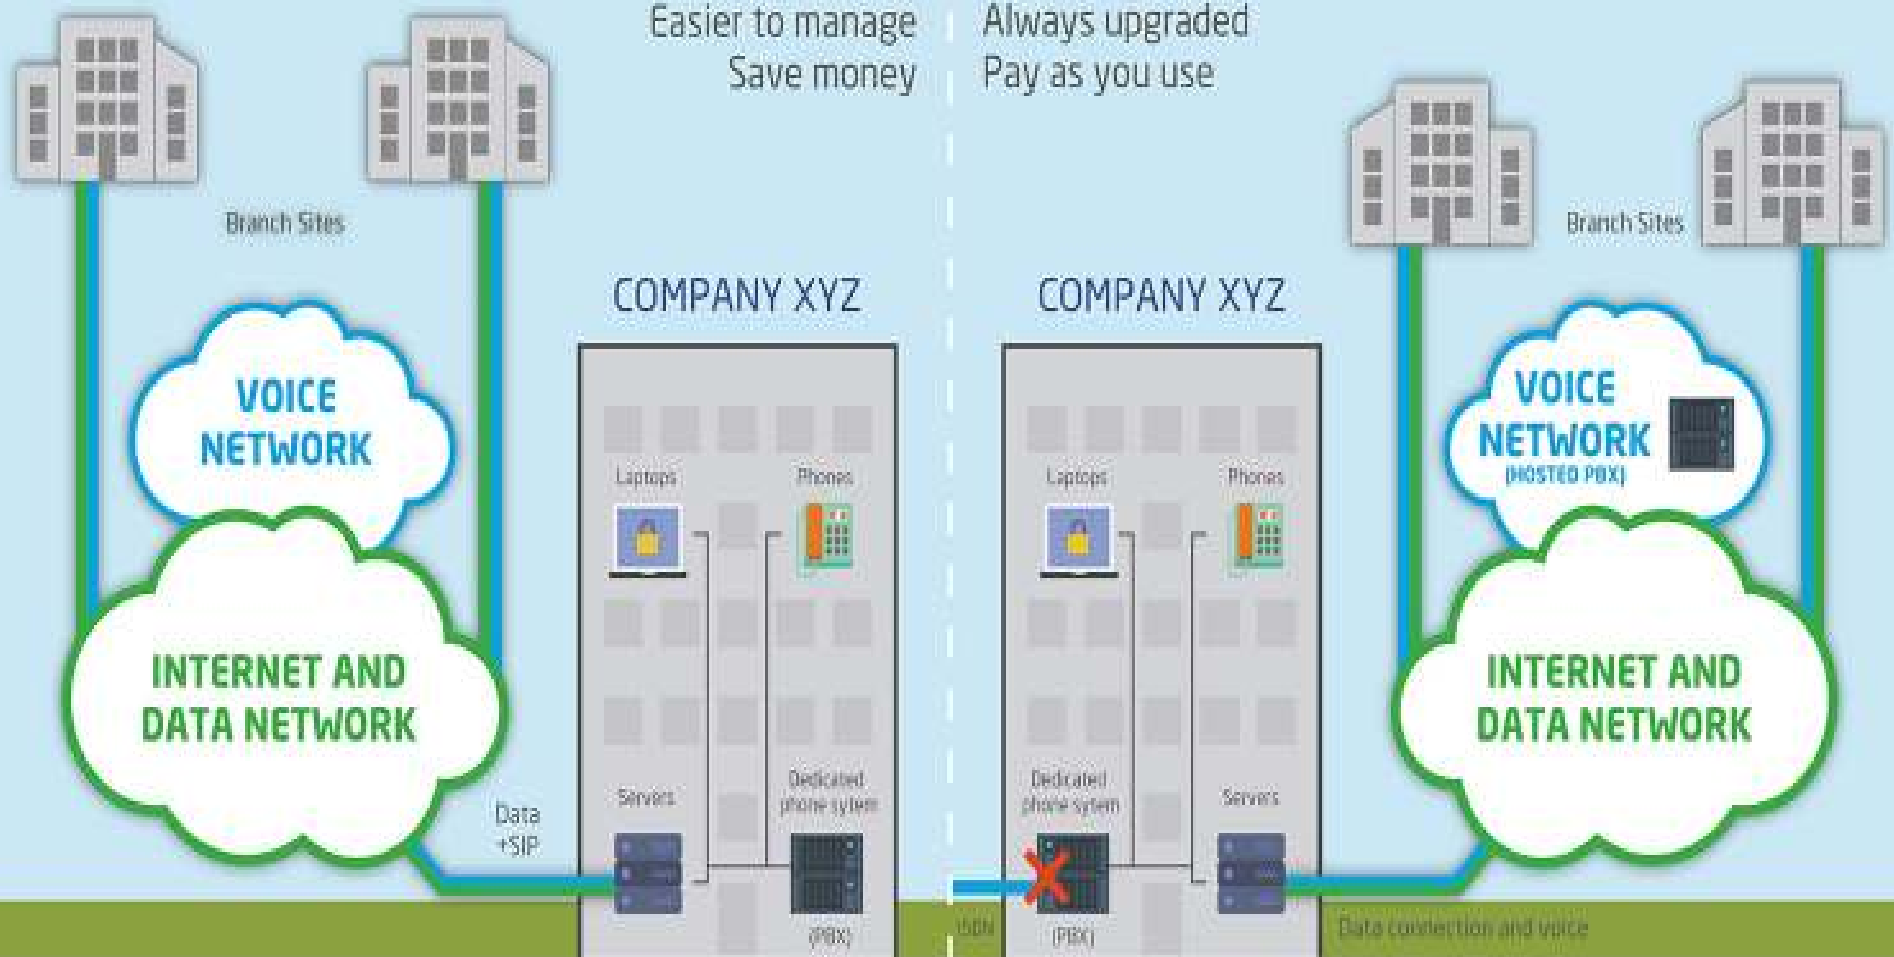 Easier to manage
Save money
Branch Sites
COMPANY XYZ
VOICE
NETWORK
Laptops
Phones
INTERNET AND
DATA NETWORK
Data
+SIP
Servers
Dedicated
phone sytem
(PBX)
Always upgraded
Pay as you use
Branch Sites
COMPANY XYZ
VOICE
NETWORK
(HOSTED PBX)
Laptops
Phones
INTERNET AND
DATA NETWORK
Dedicated
phone sytem
Servers
ISDN
(PBX)
Data connection and voice